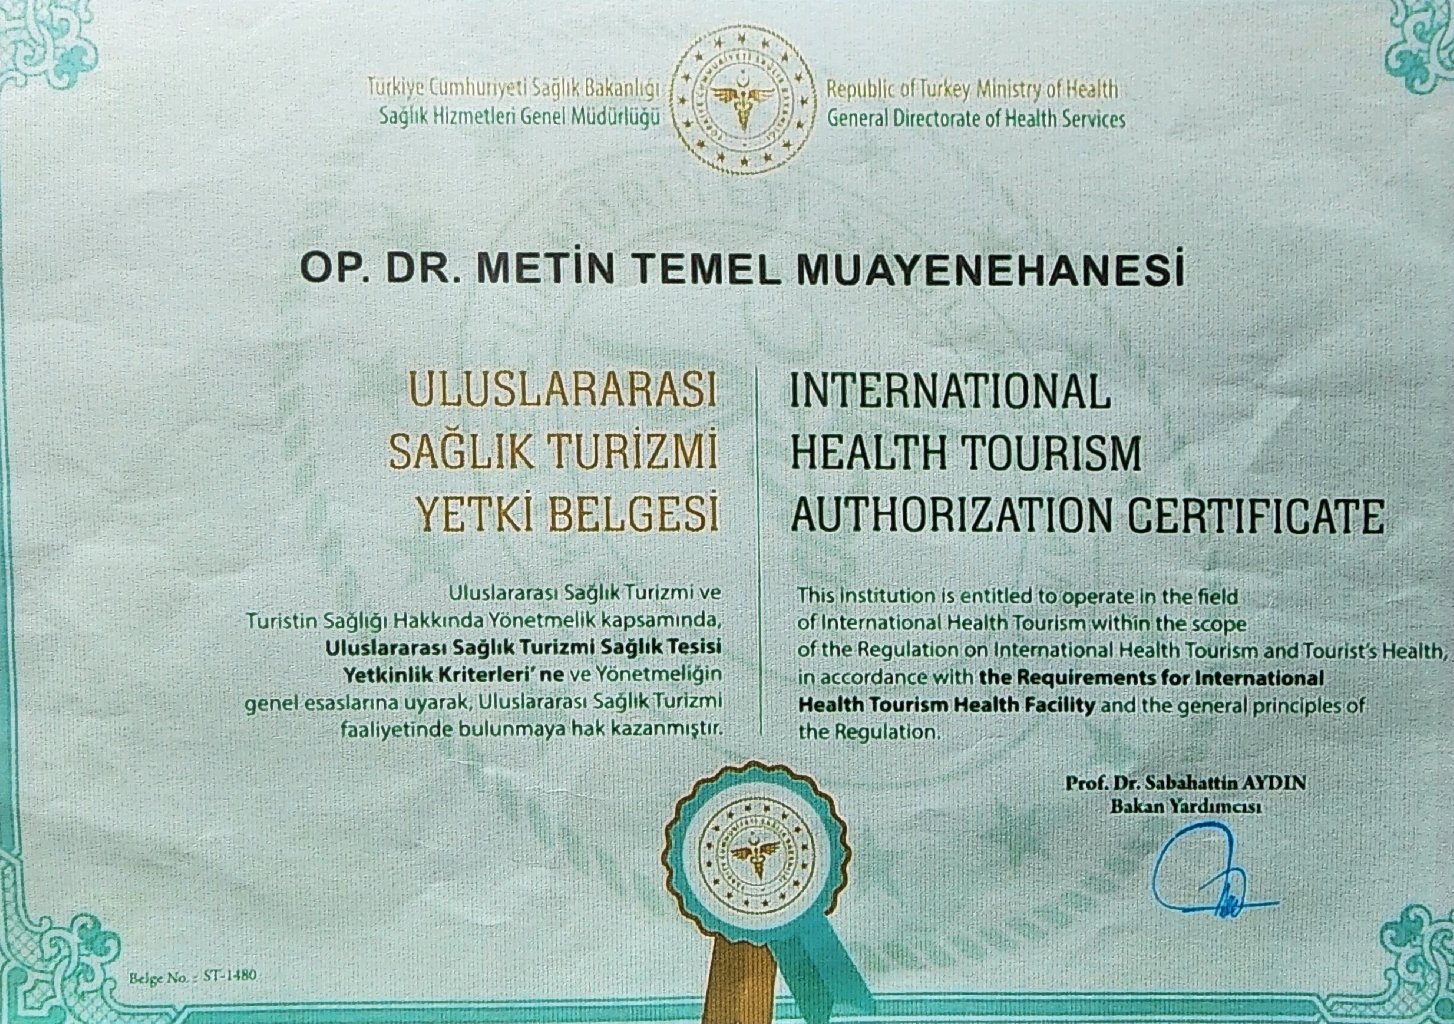 Türkiye Cumhuriyeti Sağlık Bakanlığı
Sağlık Hizmetleri Genel Müdürlüğü
Republic of Turkey Ministry of Health
General Directorate of Health Services
OP. DR. METİN TEMEL MUAYENEHANESİ
ULUSLARARASI
SAĞLIK TURİZMİ
YETKİ BELGESİ
INTERNATIONAL
HEALTH TOURISM
AUTHORIZATION CERTIFICATE
Uluslararası Sağlık Turizmi ve
Turistin Sağlığı Hakkında Yönetmelik kapsamında,
Uluslararası Sağlık Turizmi Sağlık Tesisi
Yetkinlik Kriterleri' ne ve Yönetmeliğin
genel esaslarına uyarak, Uluslararası Sağlık Turizmi
faaliyetinde bulunmaya hak kazanmıştır.
This institution is entitled to operate in the field
of International Health Tourism within the scope
of the Regulation on International Health Tourism and Tourist's Health,
in accordance with the Requirements for International
Health Tourism Health Facility and the general principles of
the Regulation.
Prof. Dr. Sabahattin AYDIN
Bakan Yardımcısı
Belge No. : ST-1480